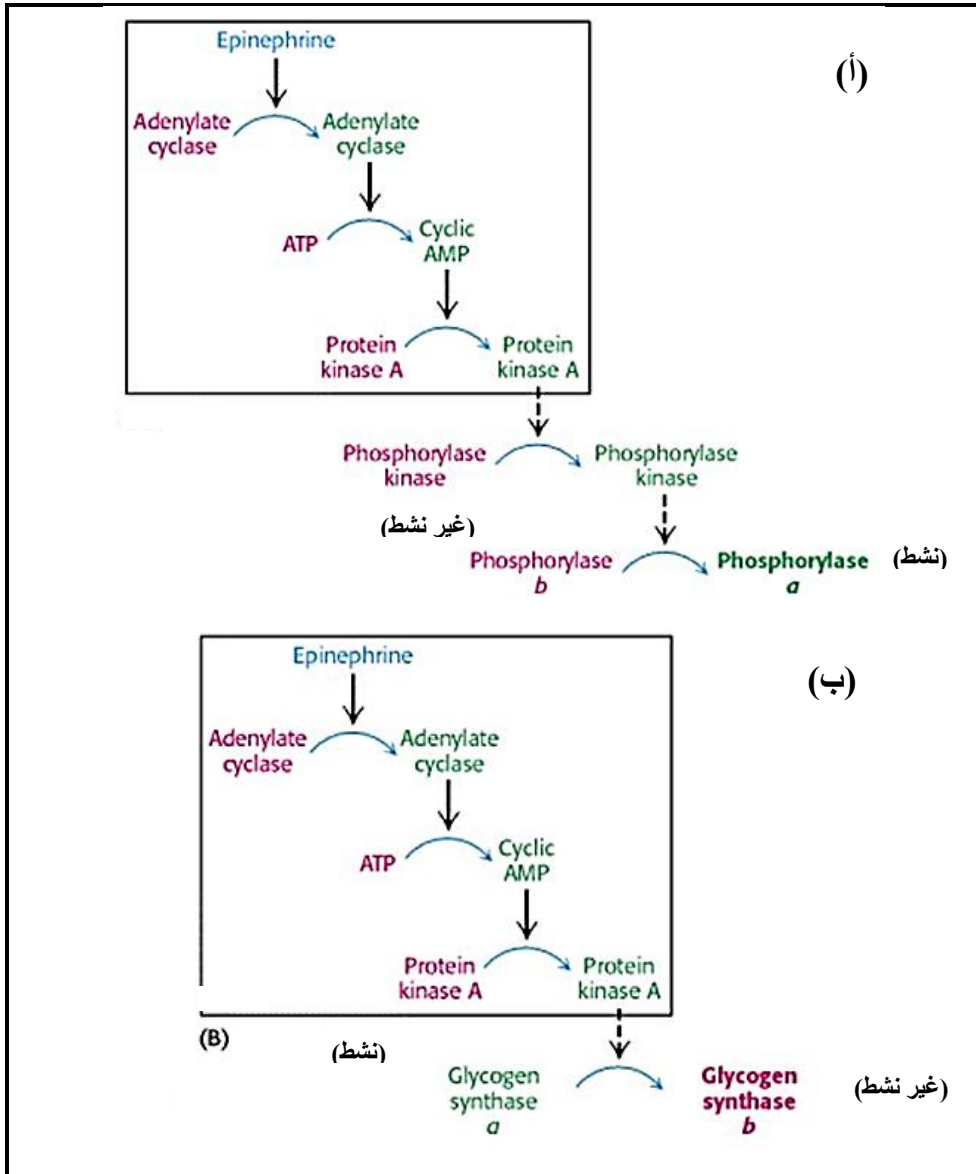 (أ)
Epinephrine
Adenylate
cyclase
Adenylate
cyclase
ATP
Cyclic
AMP
Protein
kinase A
Protein
kinase A
Phosphorylase
kinase
Phosphorylase
kinase
(غير نشط)
Phosphorylase
b
Phosphorylase
a
(نشط)
(ب)
Epinephrine
Adenylate
cyclase
Adenylate
cyclase
ATP
Cyclic
AMP
Protein
kinase A
Protein
kinase A
(B)
(نشط)
Glycogen
synthase
a
Glycogen
synthase
b
(غير نشط)